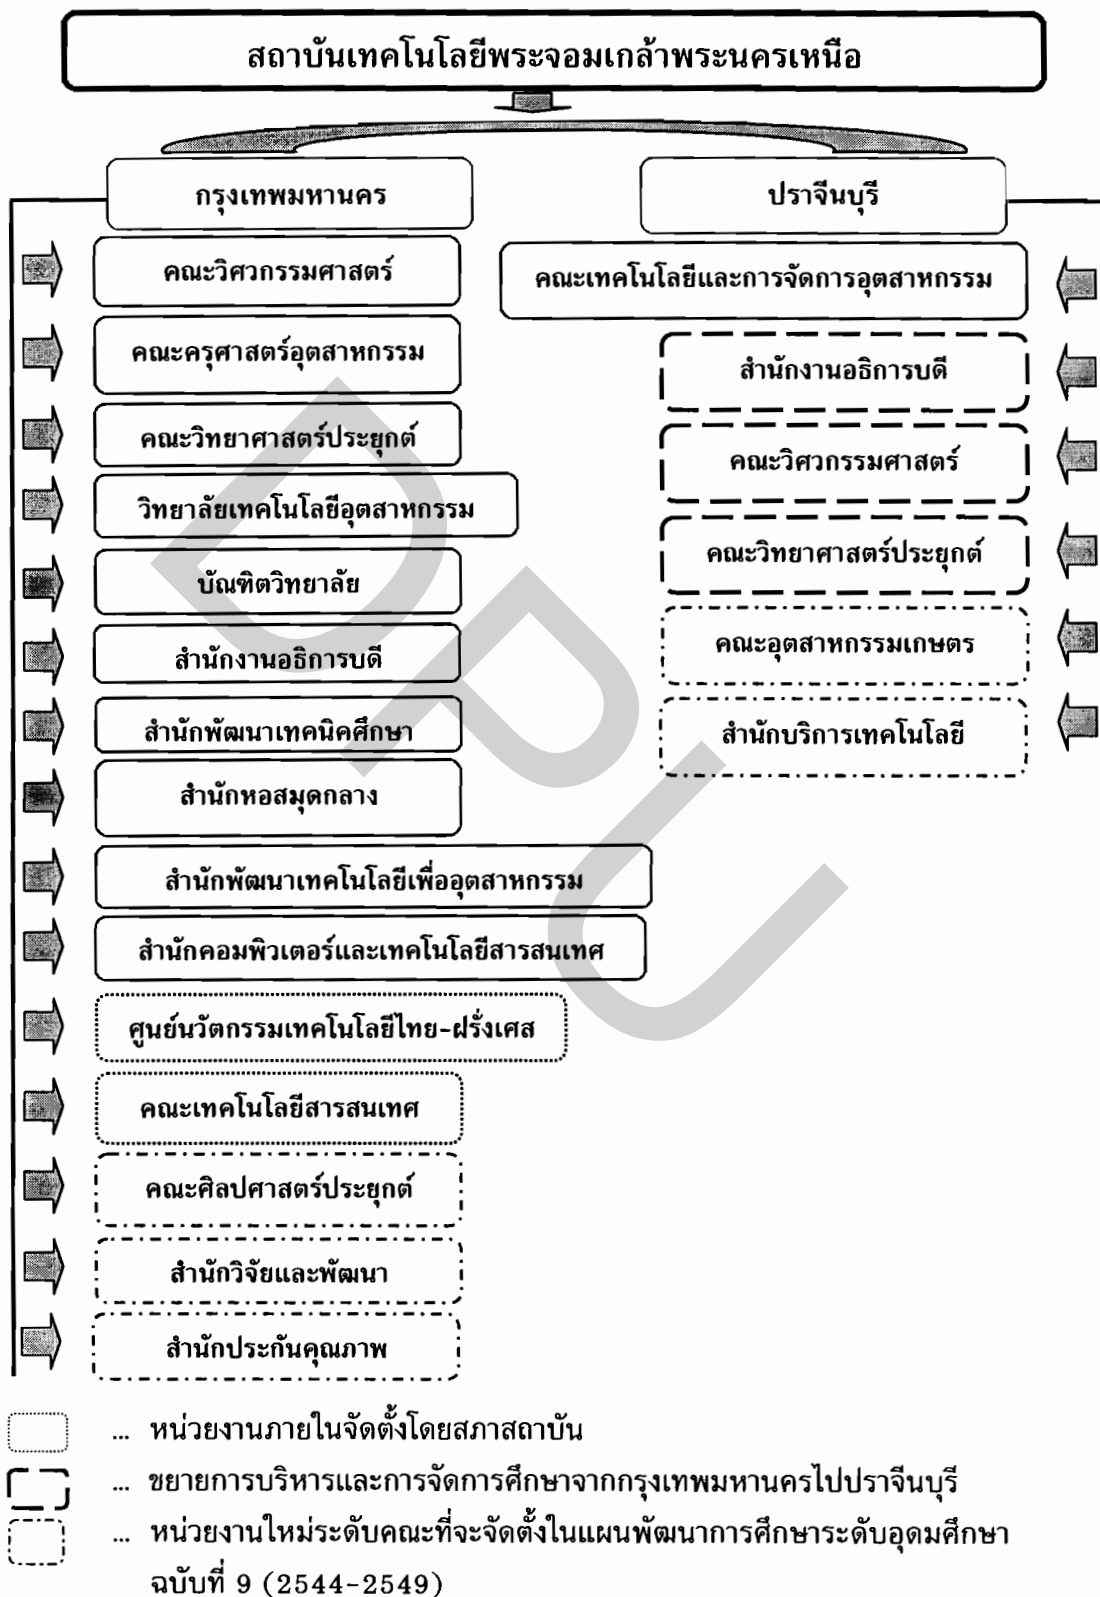 สถาบันเทคโนโลยีพระจอมเกล้าพระนครเหนือ
กรุงเทพมหานคร
คณะวิศวกรรมศาสตร์
คณะครุศาสตร์อุตสาหกรรม
คณะวิทยาศาสตร์ประยุกต์
วิทยาลัยเทคโนโลยีอุตสาหกรรม
บัณฑิตวิทยาลัย
สำนักงานอธิการบดี
สำนักพัฒนาเทคนิคศึกษา
สำนักหอสมุดกลาง
สำนักพัฒนาเทคโนโลยีเพื่ออุตสาหกรรม
สำนักคอมพิวเตอร์และเทคโนโลยีสารสนเทศ
ศูนย์นวัตกรรมเทคโนโลยีไทย-ฝรั่งเศส
คณะเทคโนโลยีสารสนเทศ
คณะศิลปศาสตร์ประยุกต์
สำนักวิจัยและพัฒนา
สำนักประกันคุณภาพ
ปราจีนบุรี
คณะเทคโนโลยีและการจัดการอุตสาหกรรม
สำนักงานอธิการบดี
คณะวิศวกรรมศาสตร์
คณะวิทยาศาสตร์ประยุกต์
คณะอุตสาหกรรมเกษตร
สำนักบริการเทคโนโลยี
DPU
... หน่วยงานภายในจัดตั้งโดยสภาสถาบัน
... ขยายการบริหารและการจัดการศึกษาจากกรุงเทพมหานครไปปราจีนบุรี
... หน่วยงานใหม่ระดับคณะที่จะจัดตั้งในแผนพัฒนาการศึกษาระดับอุดมศึกษา
ฉบับที่ 9 (2544-2549)